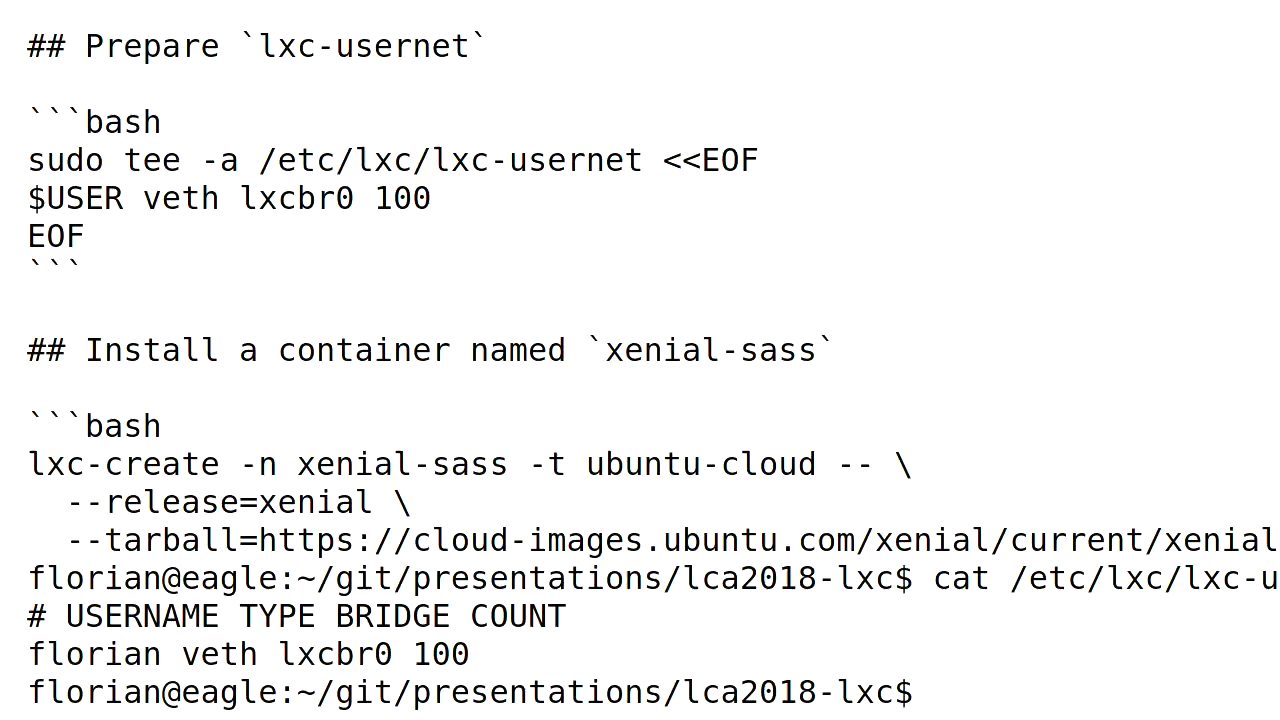 ## Prepare `lxc-usernet`
```bash
sudo tee -a /etc/lxc/lxc-usernet <<EOF
$USER veth lxcbr0 100
EOF
```
## Install a container named `xenial-sass`
```bash
lxc-create -n xenial-sass -t ubuntu-cloud -- \
  --release=xenial \
  --tarball=https://cloud-images.ubuntu.com/xenial/current/xenial
florian@eagle:~/git/presentations/lca2018-lxc$ cat /etc/lxc/lxc-u
# USERNAME TYPE BRIDGE COUNT
florian veth lxcbr0 100
florian@eagle:~/git/presentations/lca2018-lxc$